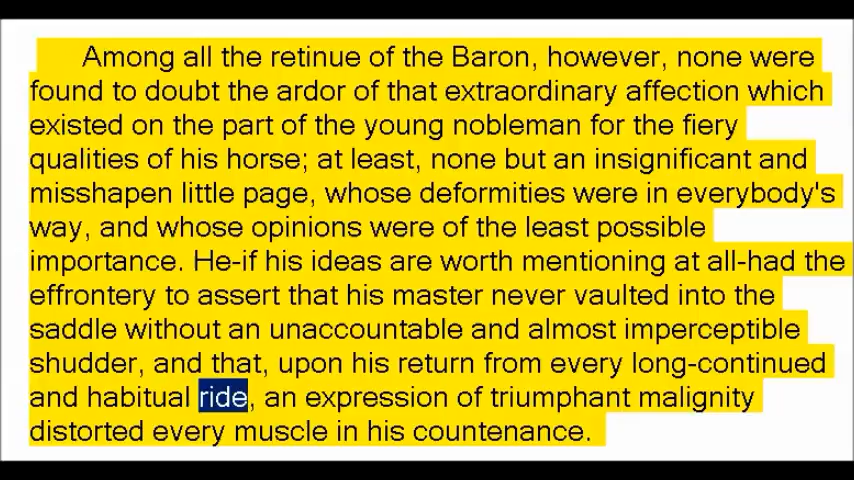 Among all the retinue of the Baron, however, none were
found to doubt the ardor of that extraordinary affection which
existed on the part of the young nobleman for the fiery
qualities of his horse; at least, none but an insignificant and
misshapen little page, whose deformities were in everybody's
way, and whose opinions were of the least possible
importance. He-if his ideas are worth mentioning at all-had the
effrontery to assert that his master never vaulted into the
saddle without an unaccountable and almost imperceptible
shudder, and that, upon his return from every long-continued
and habitual ride, an expression of triumphant malignity
distorted every muscle in his countenance.